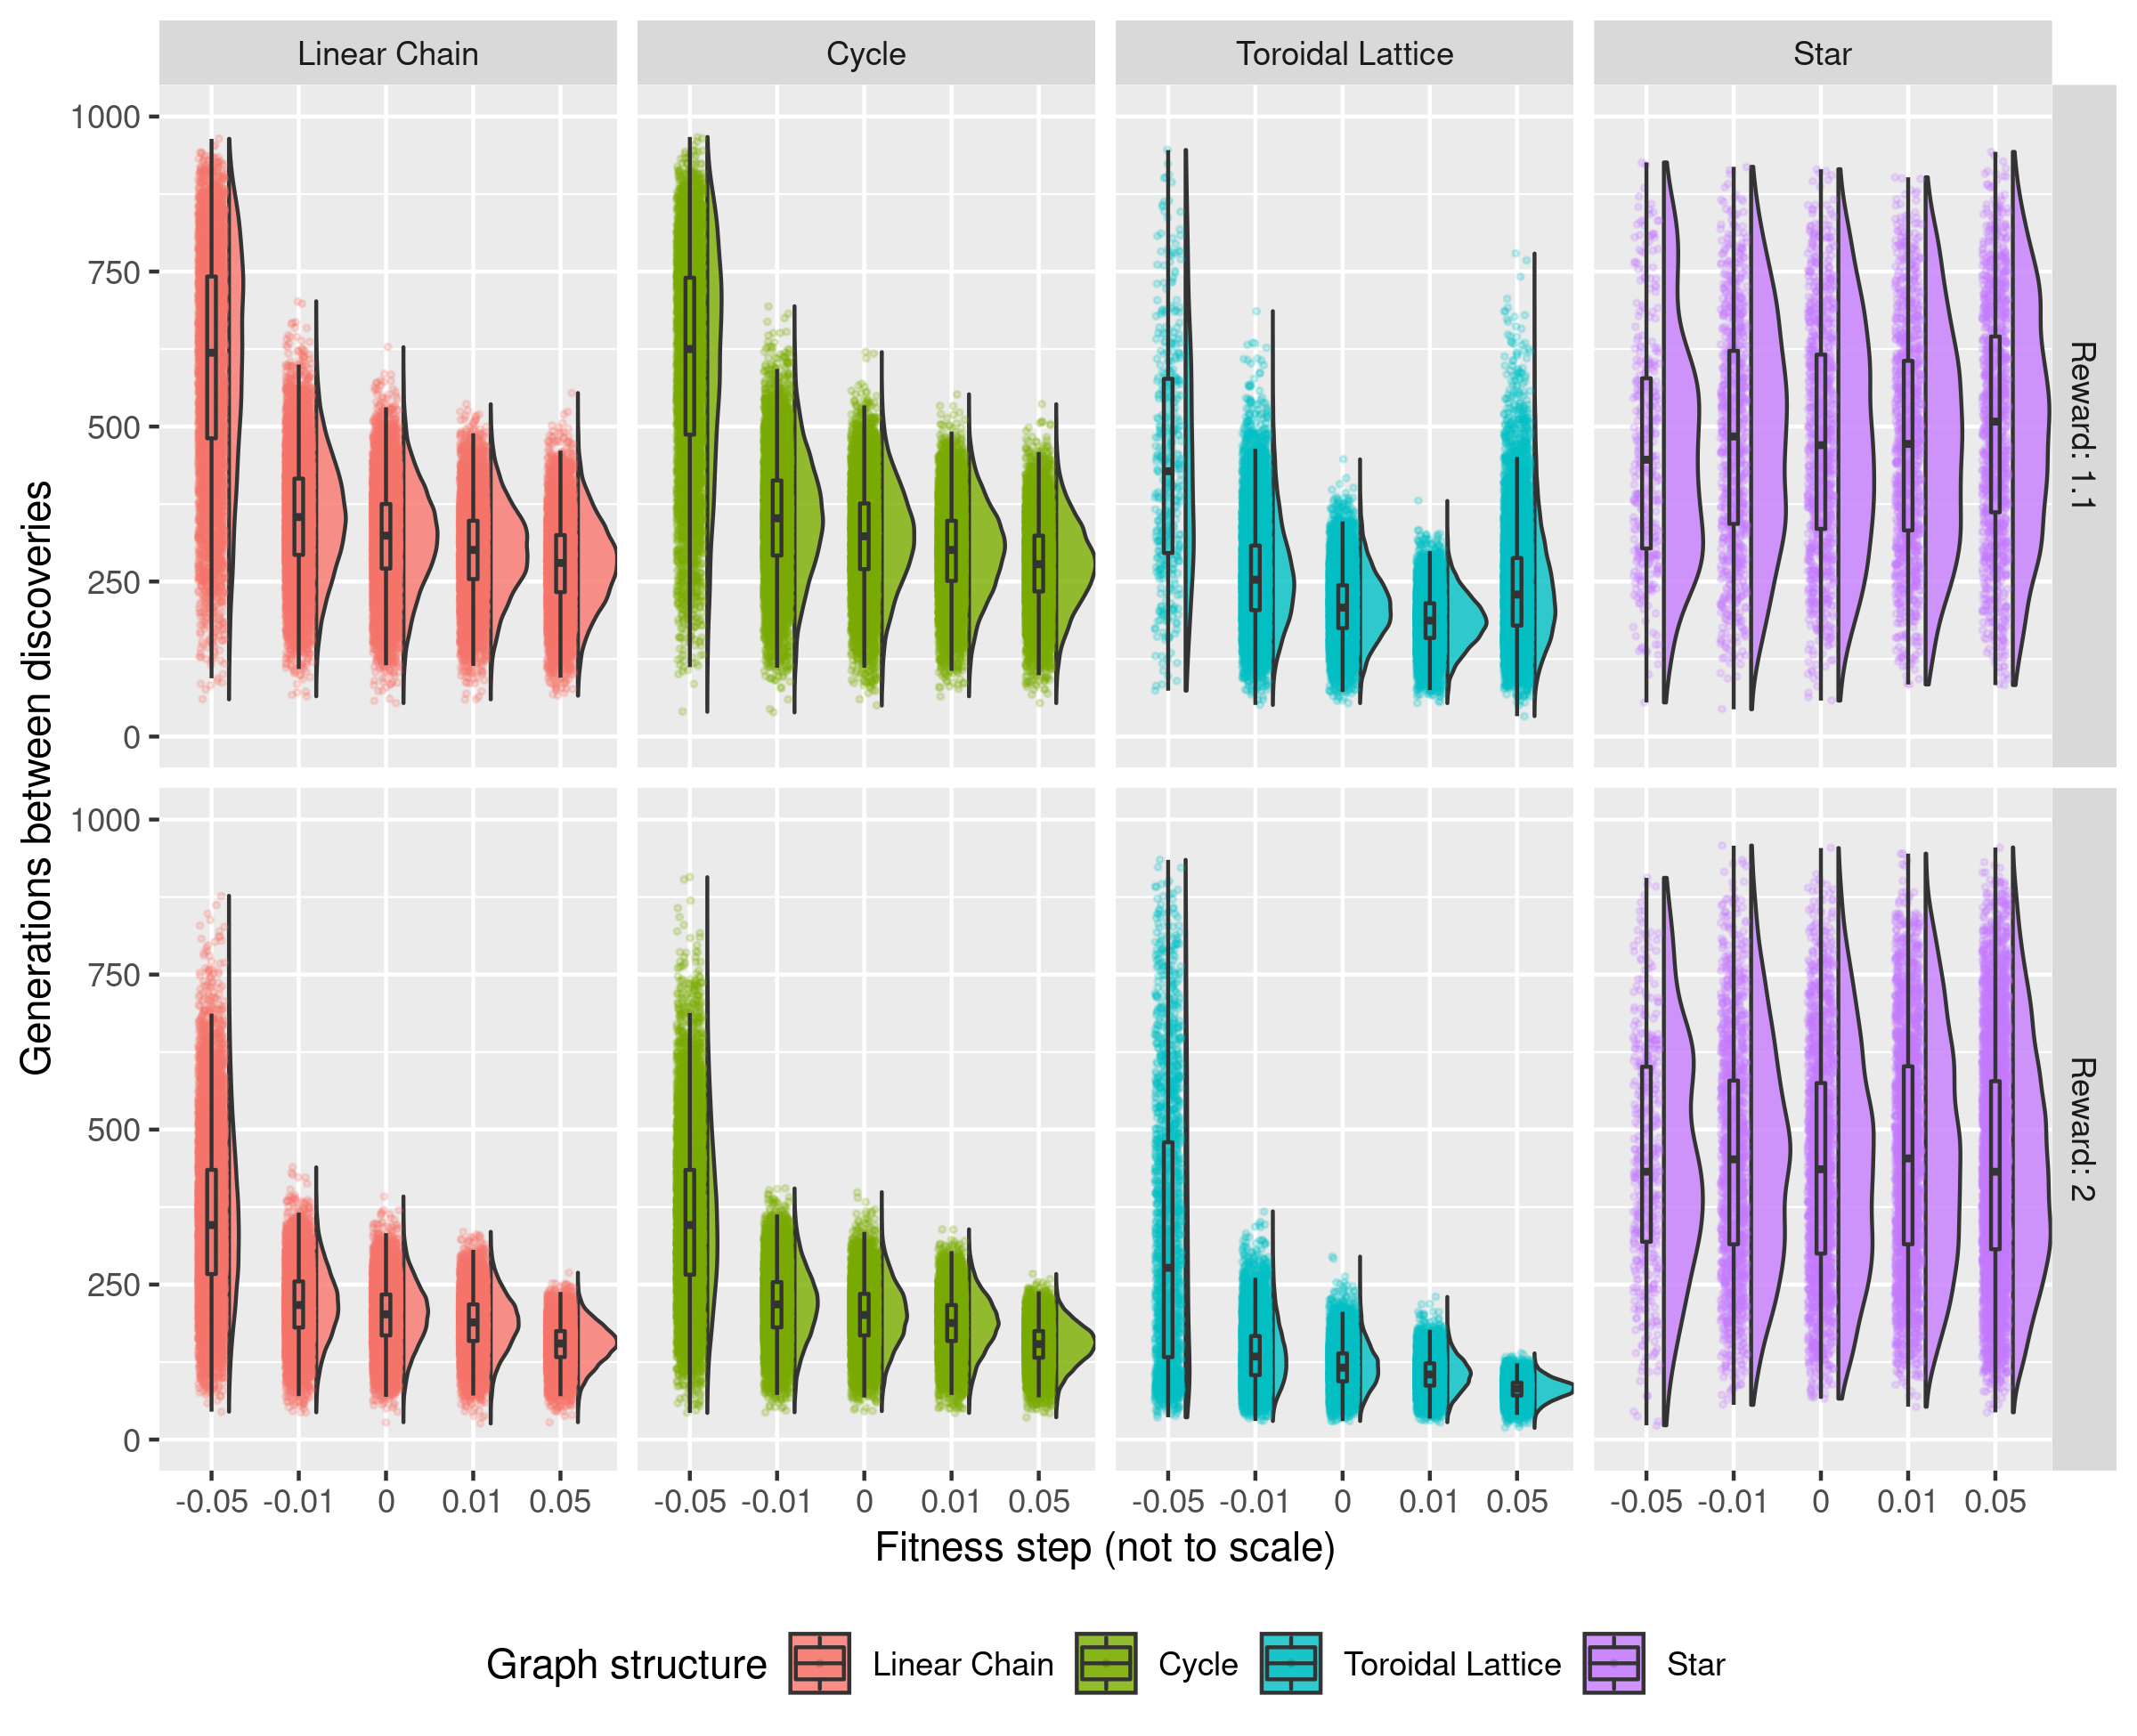 Linear Chain Cycle Toroidal Lattice Star
Generations between discoveries
1000
750
500
250
0
Reward: 1.1
1000
750
500
250
0
Reward: 2
-0.05 -0.01 0 0.01 0.05 -0.05 -0.01 0 0.01 0.05 -0.05 -0.01 0 0.01 0.05 -0.05 -0.01 0 0.01 0.05
Fitness step (not to scale)
Graph structure Linear Chain Cycle Toroidal Lattice Star